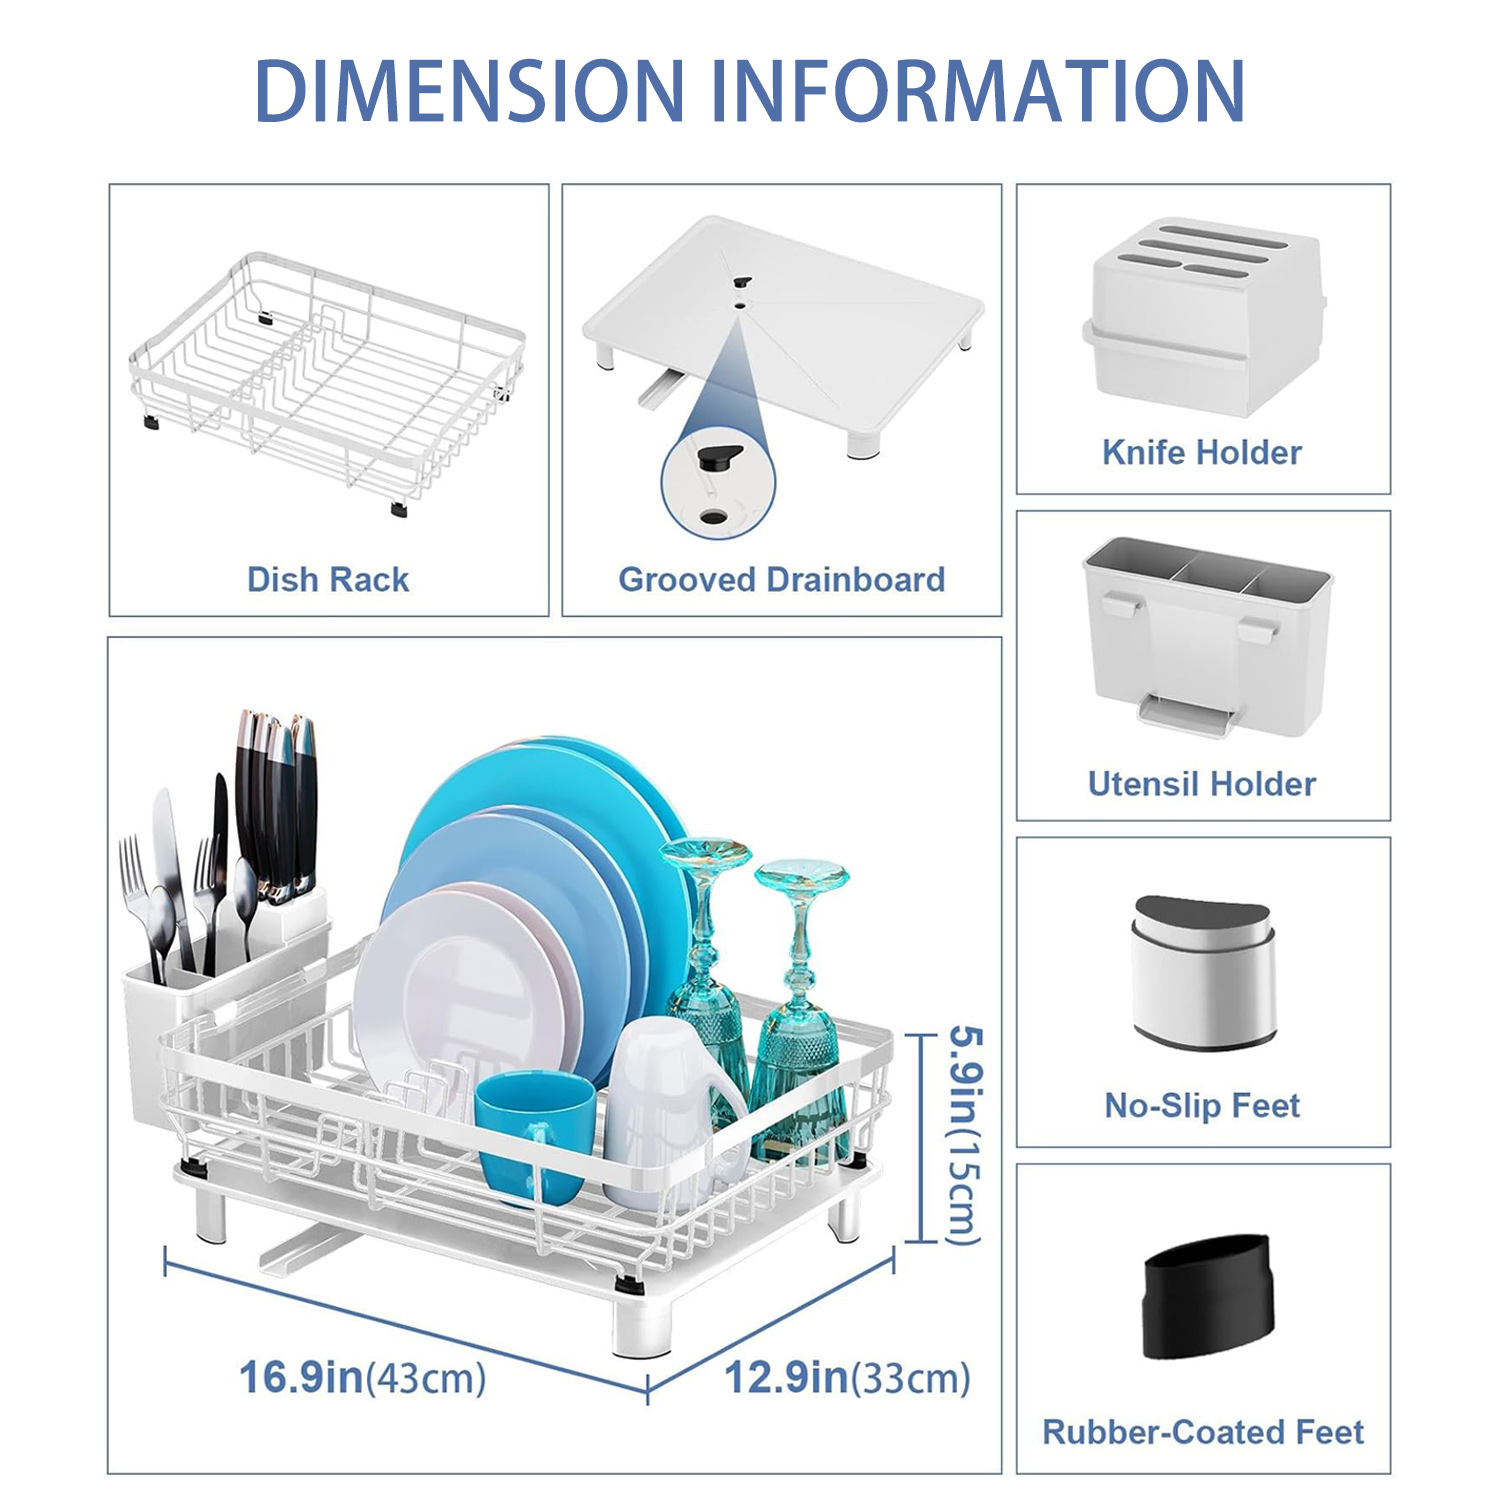 DIMENSION INFORMATION
Dish Rack
Grooved Drainboard
Knife Holder
Utensil Holder
No-Slip Feet
Rubber-Coated Feet
5.9in(15cm)
16.9in(43cm)
12.9in(33cm)